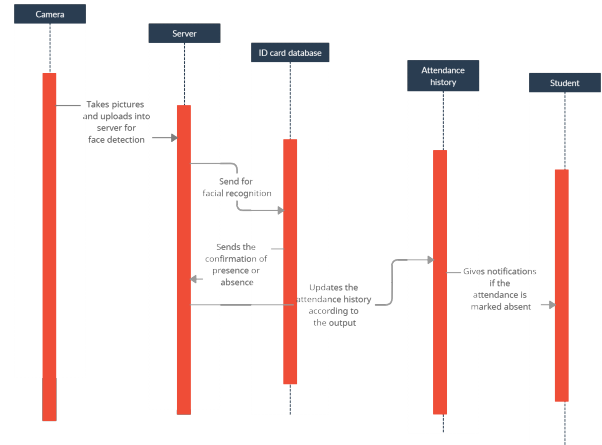 Camera
Server
ID card database
Attendance
history
Student
Takes pictures
and uploads into
server for
face detection
Send for
facial recognition
Sends the
confirmation of
presence or
absence
Updates the
attendance history
according to
the output
Gives notifications
if the
attendance is
marked absent